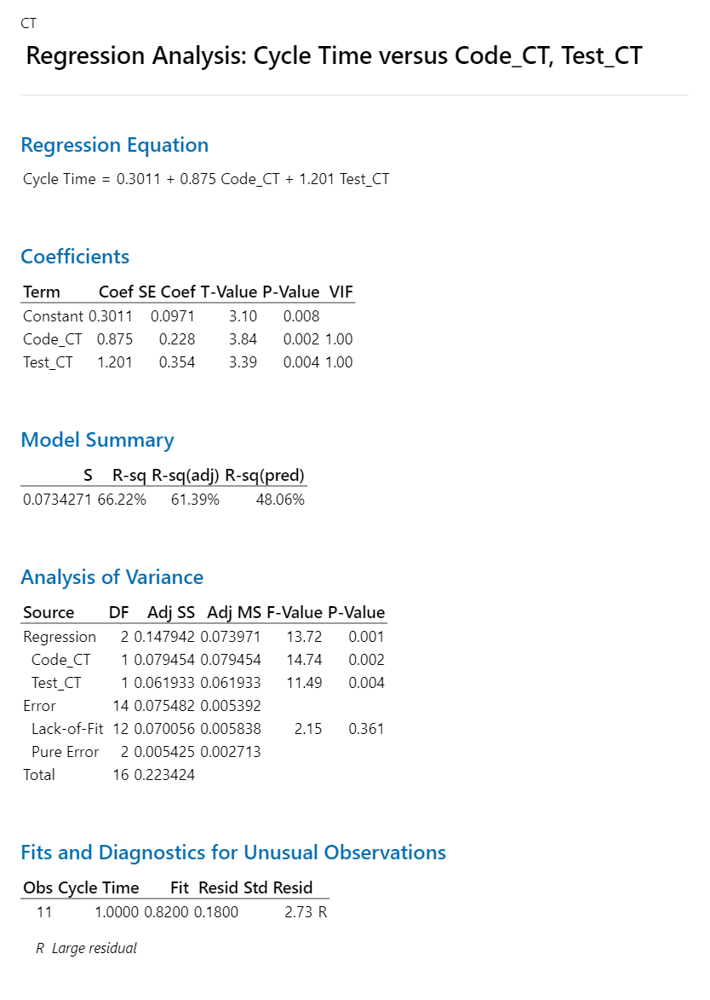 CT
Regression Analysis: Cycle Time versus Code_CT, Test_CT
Regression Equation
Cycle Time = 0.3011 + 0.875 Code_CT + 1.201 Test_CT
Coefficients
Term Coef SE Coef T-Value P-Value VIF
Constant 0.3011 0.0971 3.10 0.008
Code_CT 0.875 0.228 3.84 0.002 1.00
Test_CT 1.201 0.354 3.39 0.004 1.00
Model Summary
S R-sq R-sq(adj) R-sq(pred)
0.0734271 66.22% 61.39% 48.06%
Analysis of Variance
Source DF Adj SS Adj MS F-Value P-Value
Regression 2 0.147942 0.073971 13.72 0.001
Code_CT 1 0.079454 0.079454 14.74 0.002
Test_CT 1 0.061933 0.061933 11.49 0.004
Error 14 0.075482 0.005392
Lack-of-Fit 12 0.070056 0.005838 2.15 0.361
Pure Error 2 0.005425 0.002713
Total 16 0.223424
Fits and Diagnostics for Unusual Observations
Obs Cycle Time Fit Resid Std Resid
11 1.0000 0.8200 0.1800 2.73 R
R Large residual